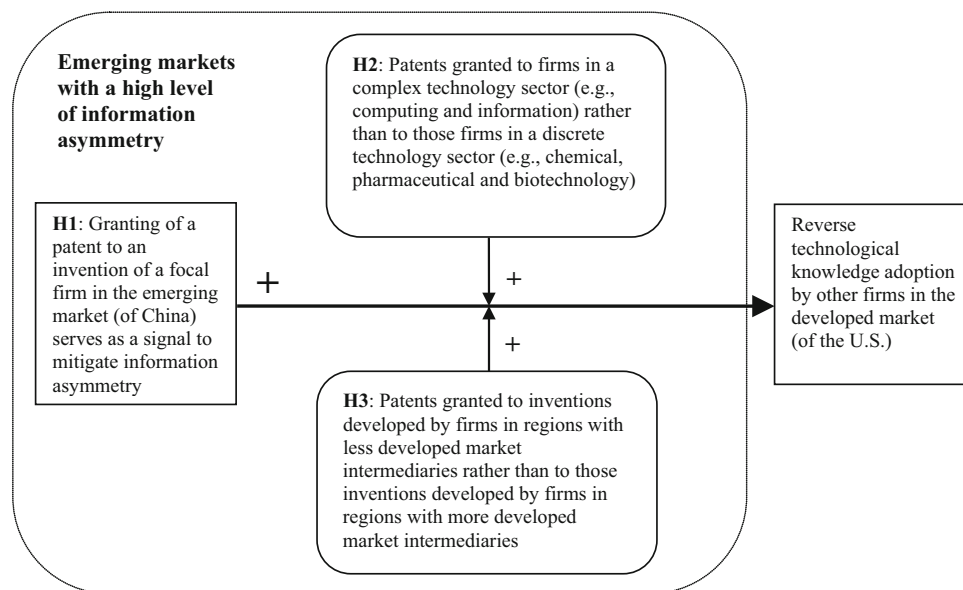 Emerging markets
with a high level
of information
asymmetry
H2: Patents granted to firms in a
complex technology sector (e.g.,
computing and information) rather
than to those firms in a discrete
technology sector (e.g., chemical,
pharmaceutical and biotechnology)
H1: Granting of a
patent to an
invention of a focal
firm in the emerging
market (of China)
serves as a signal to
mitigate information
asymmetry
+
+
+
Reverse
technological
knowledge adoption
by other firms in the
developed market
(of the U.S.)
H3: Patents granted to inventions
developed by firms in regions with
less developed market
intermediaries rather than to those
inventions developed by firms in
regions with more developed
market intermediaries